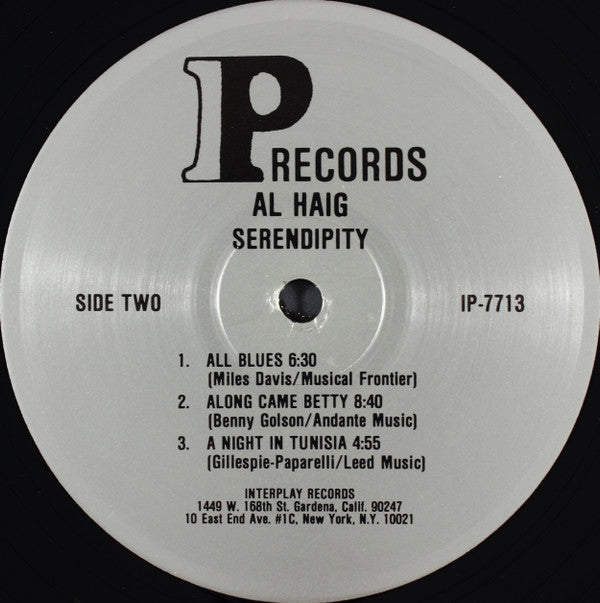 IP RECORDS
AL HAIG
SERENDIPITY
SIDE TWO
IP-7713
1. ALL BLUES 6:30
(Miles Davis/Musical Frontier)
2. ALONG CAME BETTY 8:40
(Benny Golson/Andante Music)
3. A NIGHT IN TUNISIA 4:55
(Gillespie-Paparelli/Leed Music)
INTERPLAY RECORDS
1449 W. 168th St. Gardena, Calif. 90247
10 East End Ave. #1C, New York, N.Y. 10021